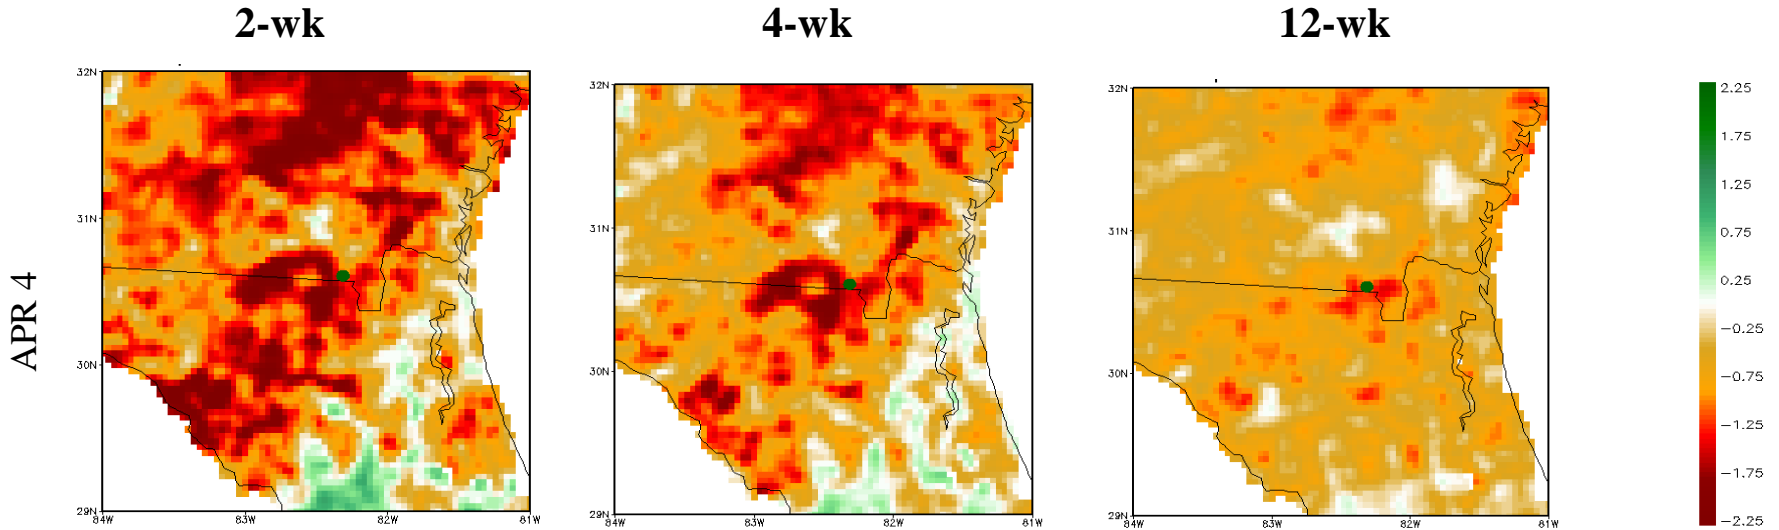 2-wk 4-wk 12-wk
APR 4
32N
31N
30N
29N
84W 83W 82W 81W
32N
31N
30N
29N
84W 83W 82W 81W
32N
31N
30N
29N
84W 83W 82W 81W
2.25
1.75
1.25
0.75
0.25
−0.25
−0.75
−1.25
−1.75
−2.25